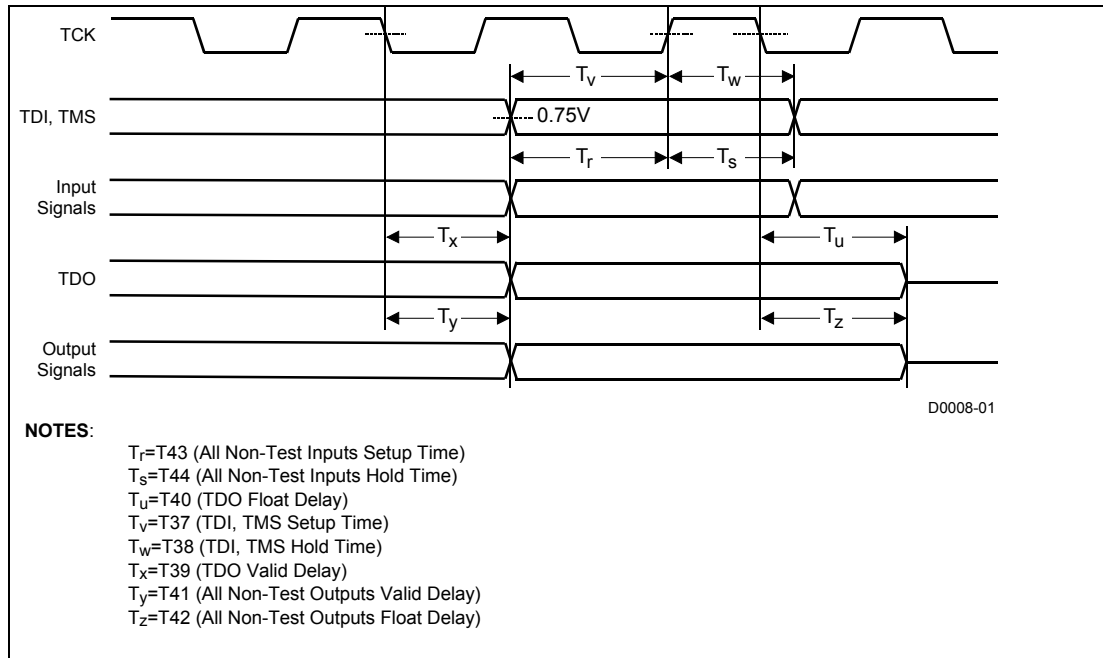 TCK
Tv
Tw
TDI, TMS
0.75V
Tr
Ts
Input
Signals
Tx
Tu
TDO
Ty
Tz
Output
Signals
D0008-01
NOTES:
Tr=T43 (All Non-Test Inputs Setup Time)
Ts=T44 (All Non-Test Inputs Hold Time)
Tu=T40 (TDO Float Delay)
Tv=T37 (TDI, TMS Setup Time)
Tw=T38 (TDI, TMS Hold Time)
Tx=T39 (TDO Valid Delay)
Ty=T41 (All Non-Test Outputs Valid Delay)
Tz=T42 (All Non-Test Outputs Float Delay)